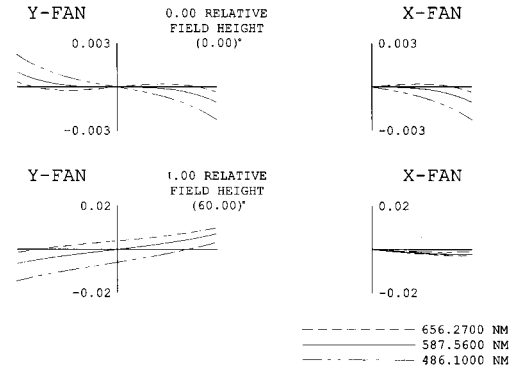 Y-FAN
0.00 RELATIVE
FIELD HEIGHT
(0.00)°
X-FAN
0.003
-0.003
0.003
-0.003
Y-FAN
1.00 RELATIVE
FIELD HEIGHT
(60.00)°
X-FAN
0.02
-0.02
0.02
-0.02
656.2700 NM
587.5600 NM
486.1000 NM